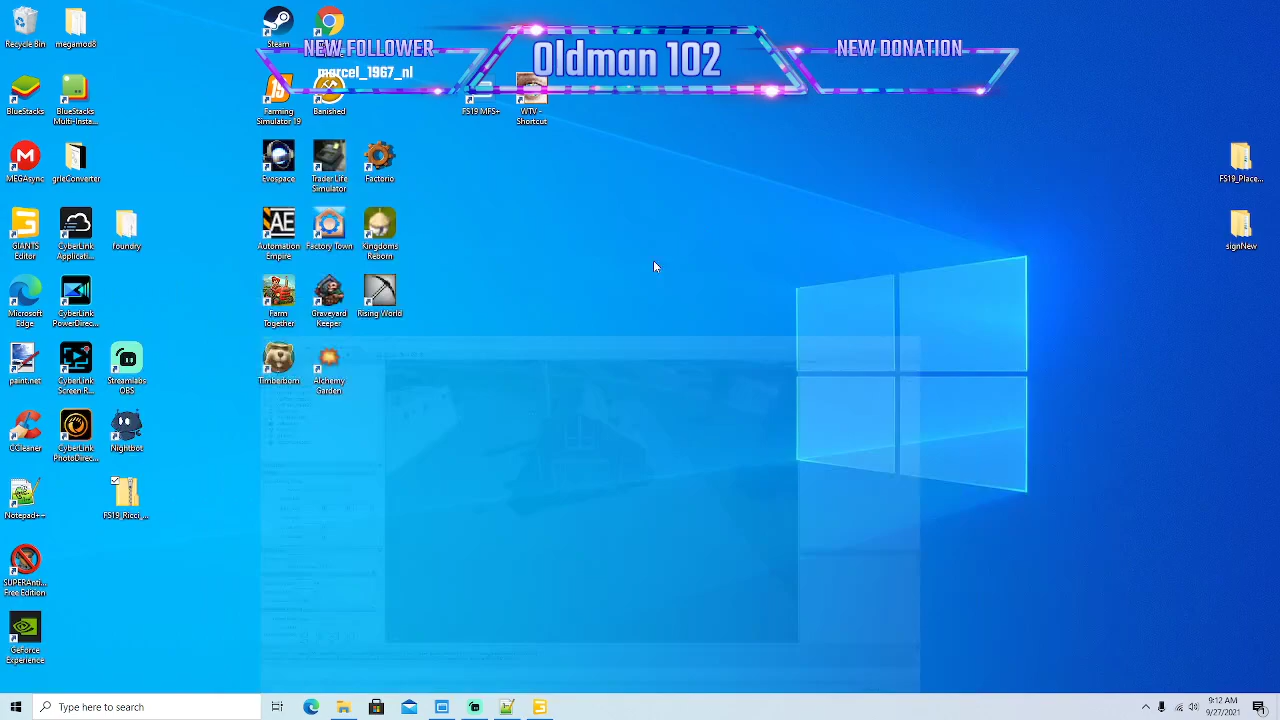 NEW FOLLOWER
marcel_1967_nl
Oldman 102
NEW DONATION
Recycle Bin
megamod8
Steam
BlueStacks
BlueStacks
Multi-Insta...
Farming
Simulator 19
Banished
FS19 MFS+
WTV -
Shortcut
MEGAsync
grleConverter
Evospace
Trader Life
Simulator
Factorio
FS19_Place...
GIANTS
Editor
CyberLink
Applicati...
foundry
Automation
Empire
Factory Town
Kingdoms
Reborn
signNew
Microsoft
Edge
CyberLink
PowerDirec...
Farm
Together
Graveyard
Keeper
Rising World
paint.net
CyberLink
Screen R...
Streamlabs
OBS
Timberborn
Alchemy
Garden
CCleaner
CyberLink
PhotoDirec...
Nightbot
Notepad++
FS19_Ricci_...
SUPERAnti...
Free Edition
GeForce
Experience
Type here to search
9:12 AM
9/27/2021